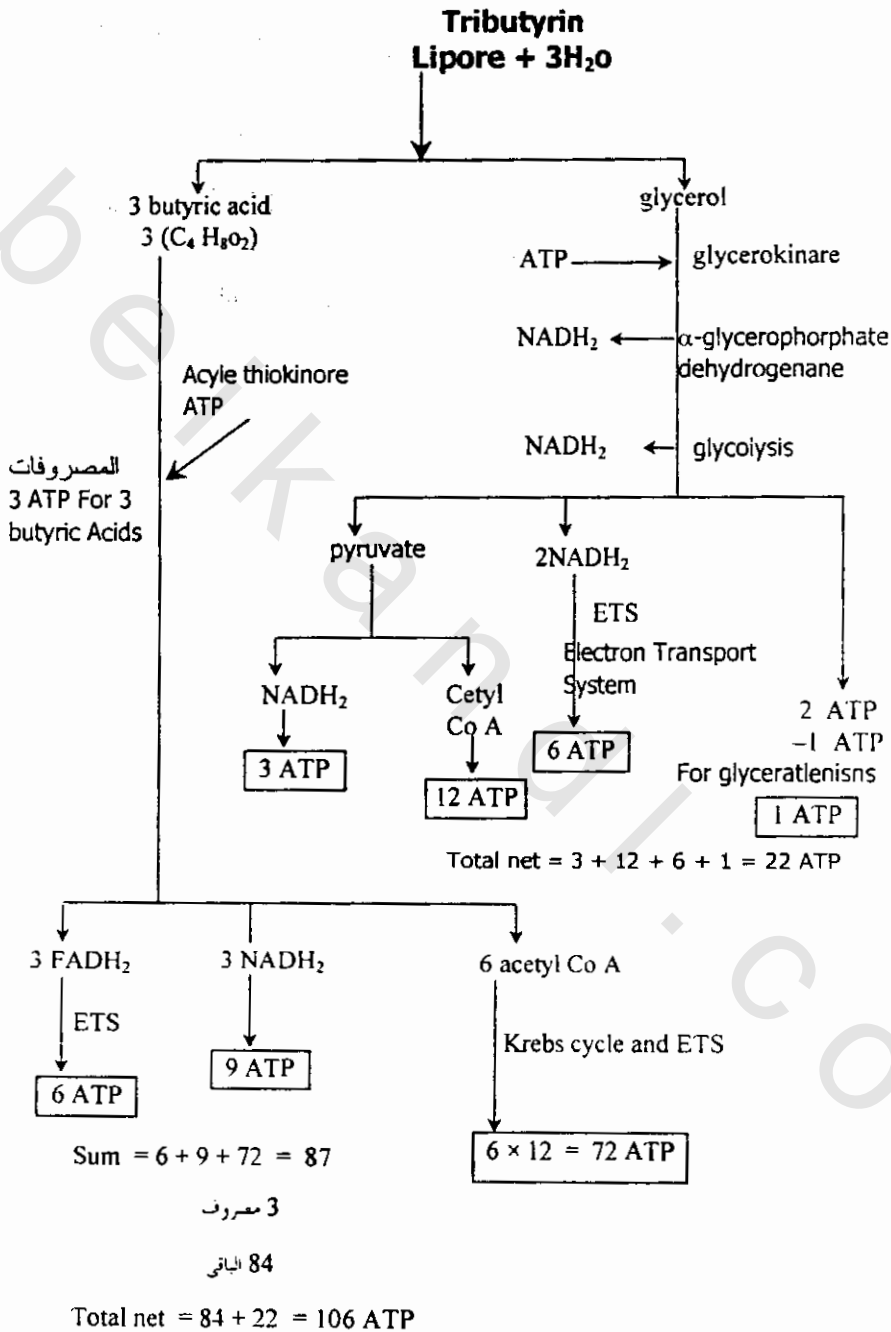 Tributyrin
Lipore + 3H₂o
3 butyric acid
3 (C₄ H₈o₂)
glycerol
ATP
glycerokinare
NADH₂
α-glycerophorphate
dehydrogenane
Acyle thiokinore
ATP
NADH₂
glycoiysis
المصروفات
3 ATP For 3
butyric Acids
pyruvate
2NADH₂
ETS
Electron Transport
System
NADH₂
Cetyl
Co A
2 ATP
–1 ATP
For glyceratlenisns
3 ATP
12 ATP
6 ATP
1 ATP
Total net = 3 + 12 + 6 + 1 = 22 ATP
3 FADH₂
3 NADH₂
6 acetyl Co A
ETS
Krebs cycle and ETS
6 ATP
9 ATP
6 × 12 = 72 ATP
Sum = 6 + 9 + 72 = 87
3 مصروف
84 الباقي
Total net = 84 + 22 = 106 ATP
beikandl.co